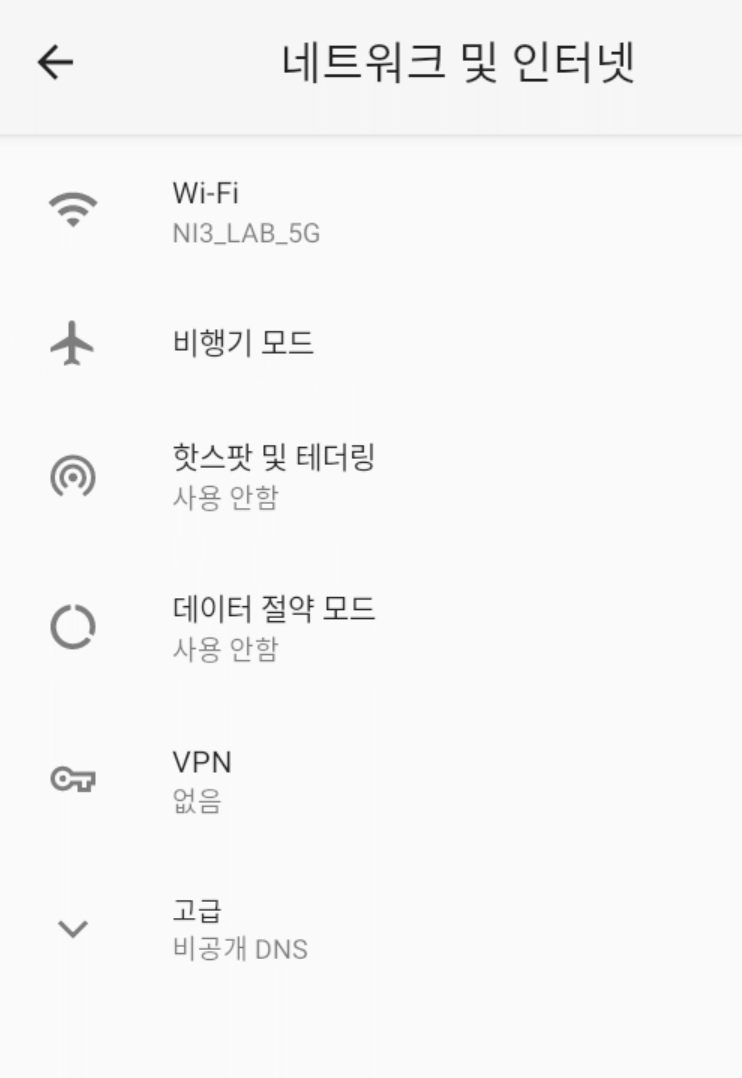 네트워크 및 인터넷
Wi-Fi
NI3_LAB_5G
비행기 모드
핫스팟 및 테더링
사용 안함
데이터 절약 모드
사용 안함
VPN
없음
고급
비공개 DNS